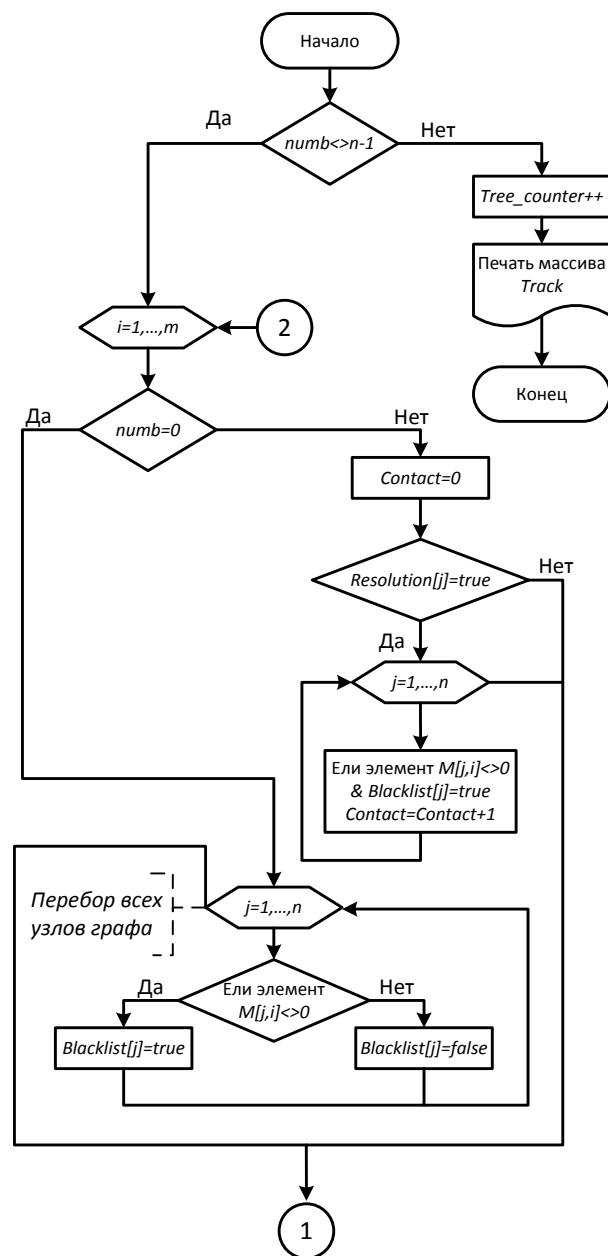 Начало
numb<>n-1
Да
Нет
Tree_counter++
Печать массива
Track
Конец
i=1,...,m
2
numb=0
Да
Нет
Contact=0
Resolution[j]=true
Нет
Да
j=1,...,n
Ели элемент M[j,i]<>0
& Blacklist[j]=true
Contact=Contact+1
Перебор всех
узлов графа
j=1,...,n
Ели элемент
M[j,i]<>0
Да
Нет
Blacklist[j]=true
Blacklist[j]=false
1